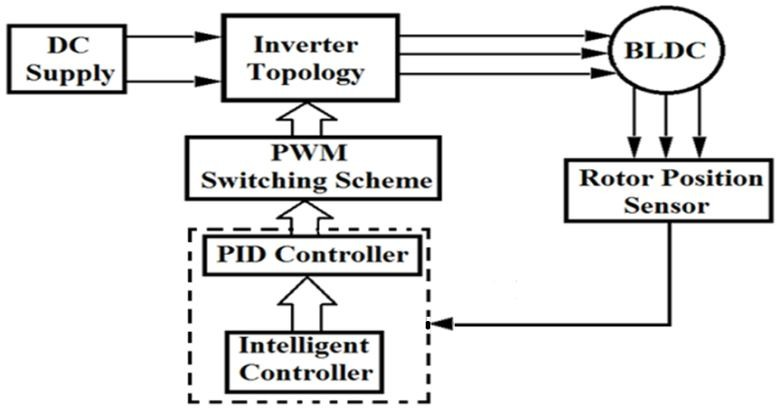 DC
Supply
Inverter
Topology
BLDC
PWM
Switching Scheme
Rotor Position
Sensor
PID Controller
Intelligent
Controller